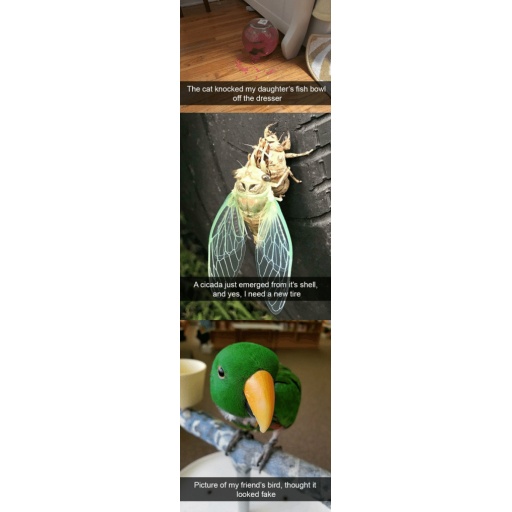 The cat knocked my daughter's fish bowl
off the dresser
A cicada just emerged from it's shell,
and yes, I need a new tire
Picture of my friend's bird, thought it
looked fake